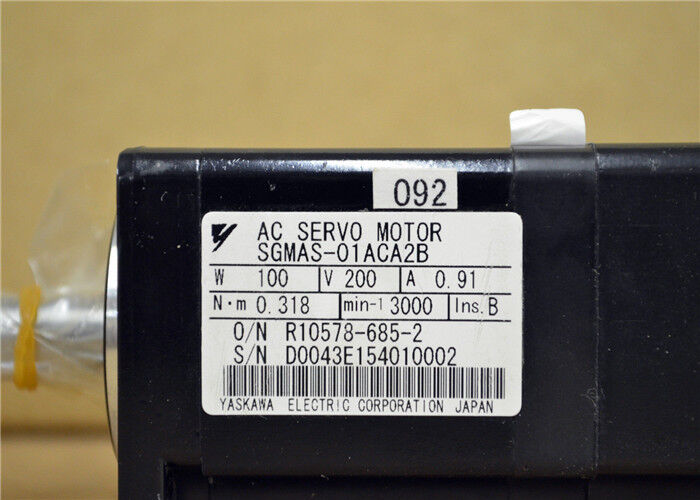 092
AC SERVO MOTOR
SGMAS-01ACA2B
W 100 V 200 A 0.91
N·m 0.318 min-1 3000 Ins. B
O/N R10578-685-2
S/N D0043E154010002
YASKAWA ELECTRIC CORPORATION JAPAN